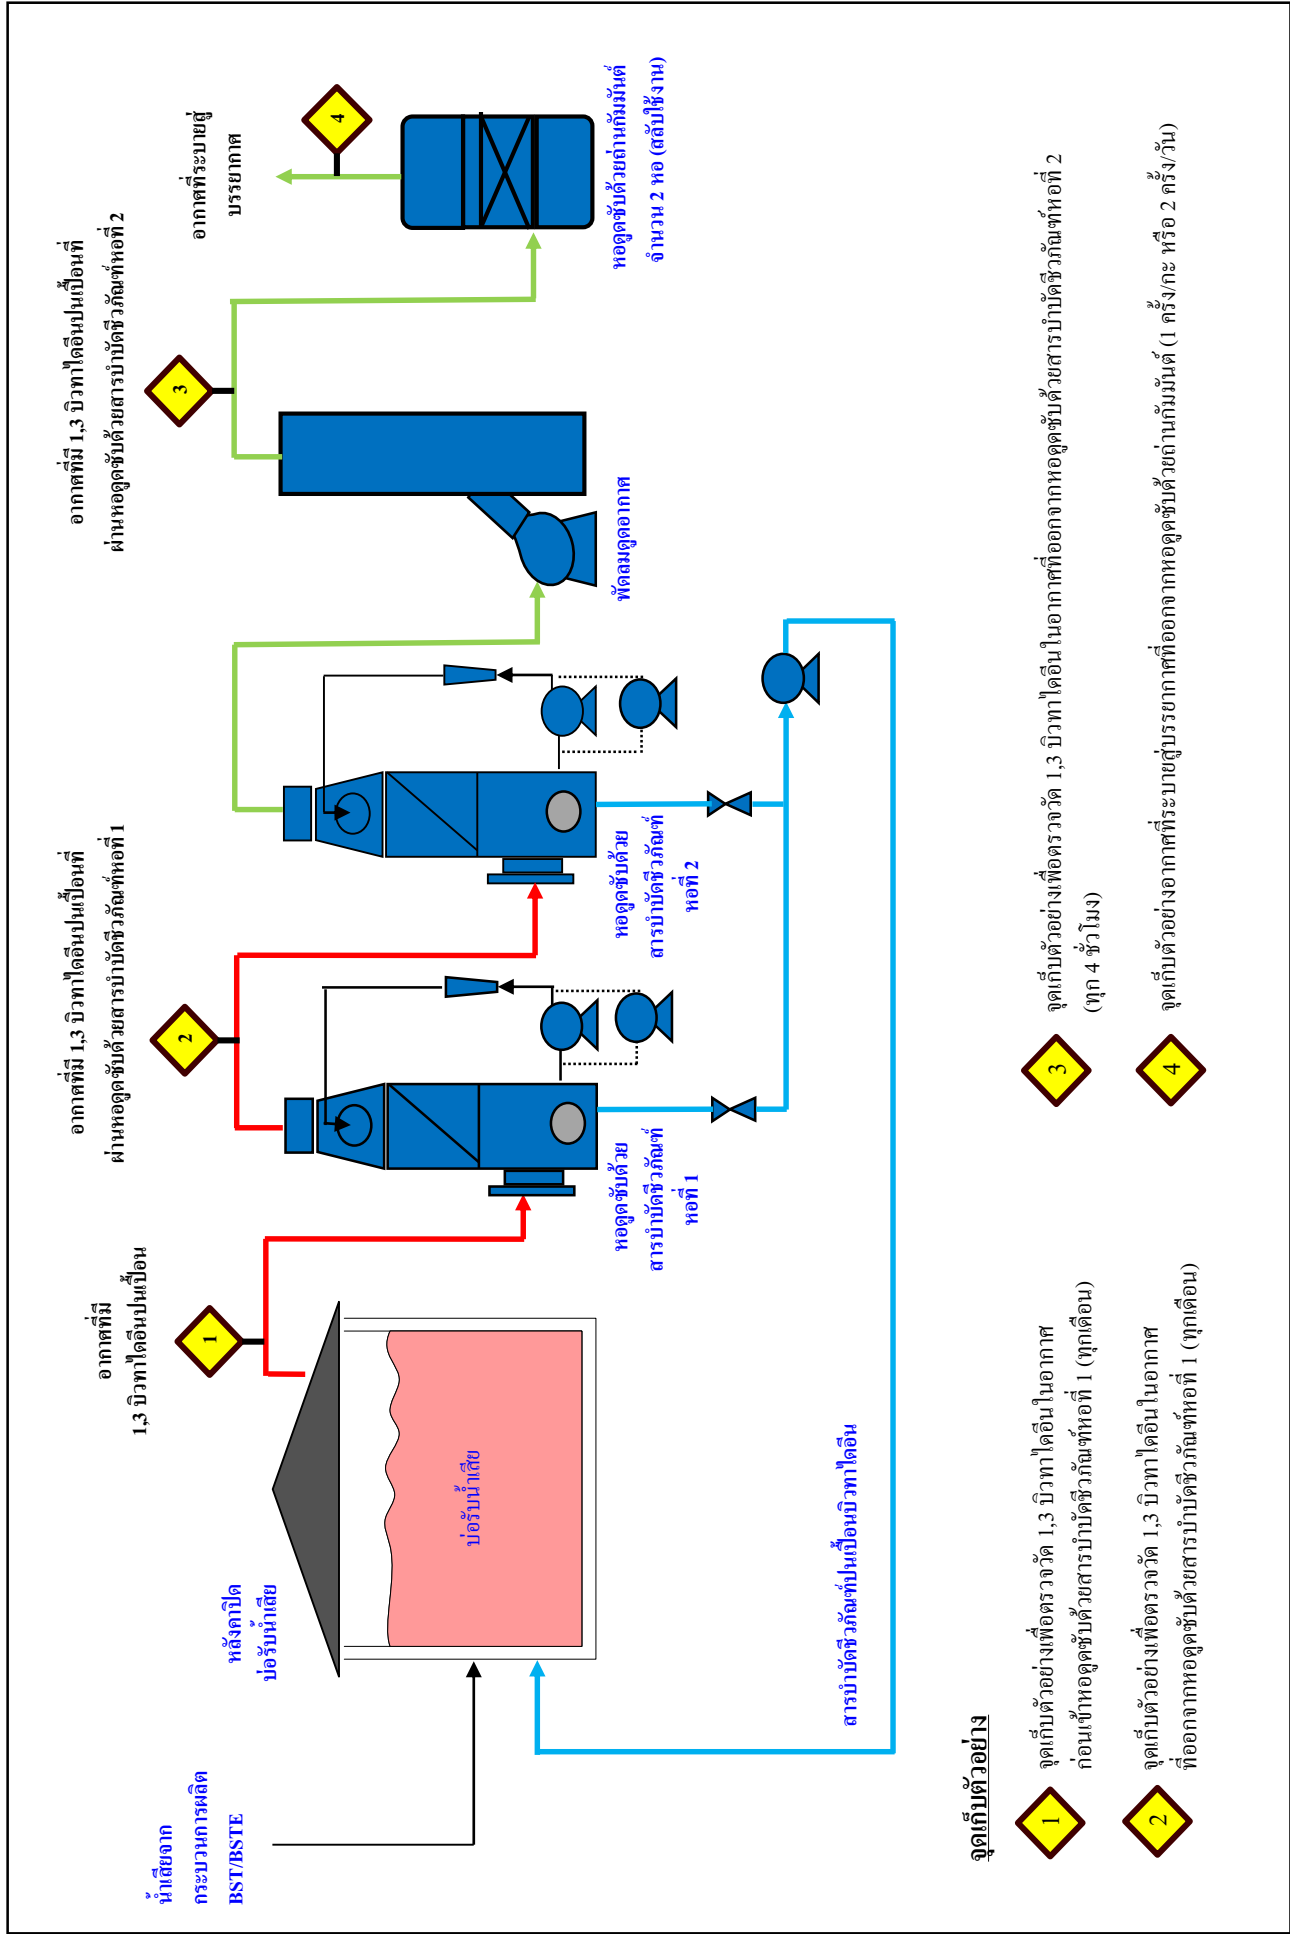 น้ำเสียจาก
กระบวนการผลิต
BST/BSTE
หลังคาปิด
บ่อรับน้ำเสีย
บ่อรับน้ำเสีย
อากาศที่มี
1,3 บิวทาไดอีนปนเปื้อน
1
หอดูดซับด้วย
สารบำบัดชีวภัณฑ์
หอที่ 1
อากาศที่มี 1,3 บิวทาไดอีนปนเปื้อนที่
ผ่านหอดูดซับด้วยสารบำบัดชีวภัณฑ์หอที่ 1
2
หอดูดซับด้วย
สารบำบัดชีวภัณฑ์
หอที่ 2
พัดลมดูดอากาศ
อากาศที่มี 1,3 บิวทาไดอีนปนเปื้อนที่
ผ่านหอดูดซับด้วยสารบำบัดชีวภัณฑ์หอที่ 2
3
อากาศที่ระบายสู่
บรรยากาศ
4
หอดูดซับด้วยถ่านกัมมันต์
จำนวน 2 หอ (สลับใช้งาน)
สารบำบัดชีวภัณฑ์ปนเปื้อนบิวทาไดอีน
จุดเก็บตัวอย่าง
1
จุดเก็บตัวอย่างเพื่อตรวจวัด 1,3 บิวทาไดอีนในอากาศ
ก่อนเข้าหอดูดซับด้วยสารบำบัดชีวภัณฑ์หอที่ 1 (ทุกเดือน)
2
จุดเก็บตัวอย่างเพื่อตรวจวัด 1,3 บิวทาไดอีนในอากาศ
ที่ออกจากหอดูดซับด้วยสารบำบัดชีวภัณฑ์หอที่ 1 (ทุกเดือน)
3
จุดเก็บตัวอย่างเพื่อตรวจวัด 1,3 บิวทาไดอีนในอากาศที่ออกจากหอดูดซับด้วยสารบำบัดชีวภัณฑ์หอที่ 2
(ทุก 4 ชั่วโมง)
4
จุดเก็บตัวอย่างอากาศที่ระบายสู่บรรยากาศที่ออกจากหอดูดซับด้วยถ่านกัมมันต์ (1 ครั้ง/กะ หรือ 2 ครั้ง/วัน)